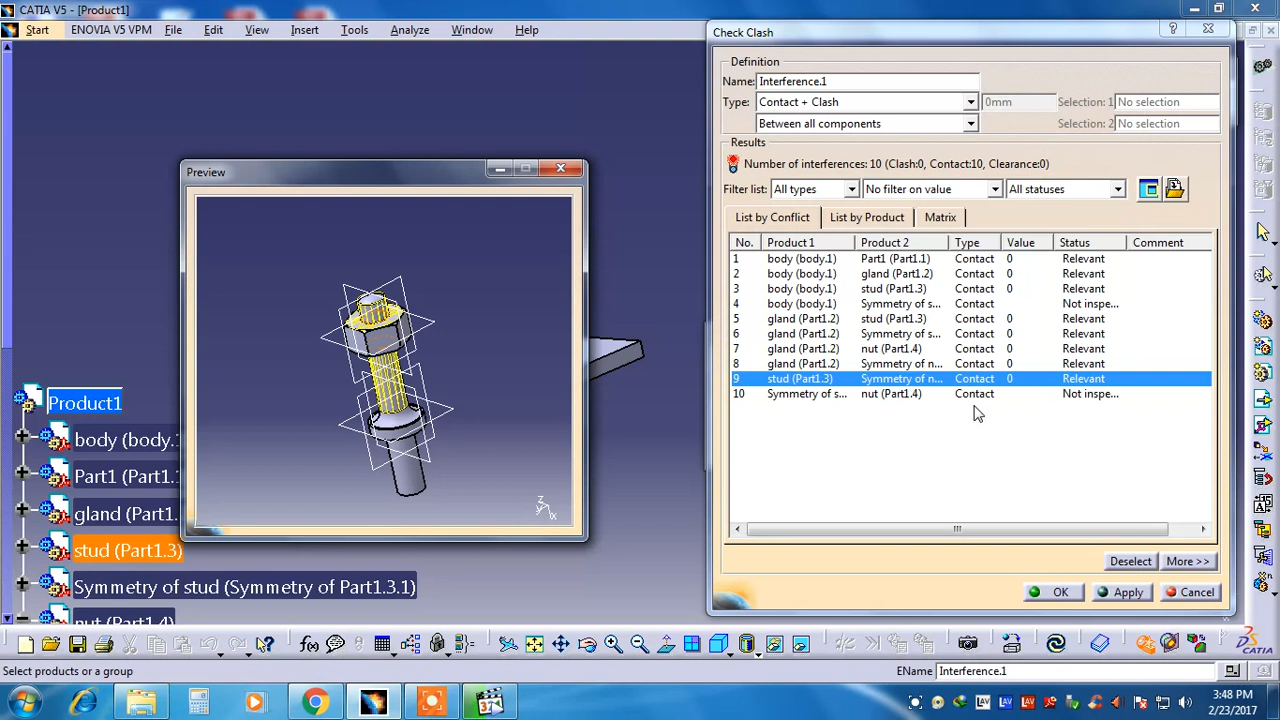 CATIA V5 - [Product1]
Start ENOVIA V5 VPM File Edit View Insert Tools Analyze Window Help
Check Clash
Definition
Name: Interference.1
Type: Contact + Clash 0mm Selection: 1 No selection
Between all components Selection: 2 No selection
Results
Number of interferences: 10 (Clash:0, Contact:10, Clearance:0)
Filter list: All types No filter on value All statuses
List by Conflict List by Product Matrix
No. Product 1 Product 2 Type Value Status Comment
1 body (body.1) Part1 (Part1.1) Contact 0 Relevant
2 body (body.1) gland (Part1.2) Contact 0 Relevant
3 body (body.1) stud (Part1.3) Contact 0 Relevant
4 body (body.1) Symmetry of s... Contact Not inspe...
5 gland (Part1.2) stud (Part1.3) Contact 0 Relevant
6 gland (Part1.2) Symmetry of s... Contact 0 Relevant
7 gland (Part1.2) nut (Part1.4) Contact 0 Relevant
8 gland (Part1.2) Symmetry of n... Contact 0 Relevant
9 stud (Part1.3) Symmetry of n... Contact 0 Relevant
10 Symmetry of s... nut (Part1.4) Contact Not inspe...
Deselect More >>
OK Apply Cancel
Preview
z
y x
Product1
body (body.1
Part1 (Part1.1
gland (Part1.
stud (Part1.3)
Symmetry of stud (Symmetry of Part1.3.1)
nut (Part1.4)
f(x)
CATIA
Select products or a group EName Interference.1
LAV LAV LAV
3:48 PM
2/23/2017